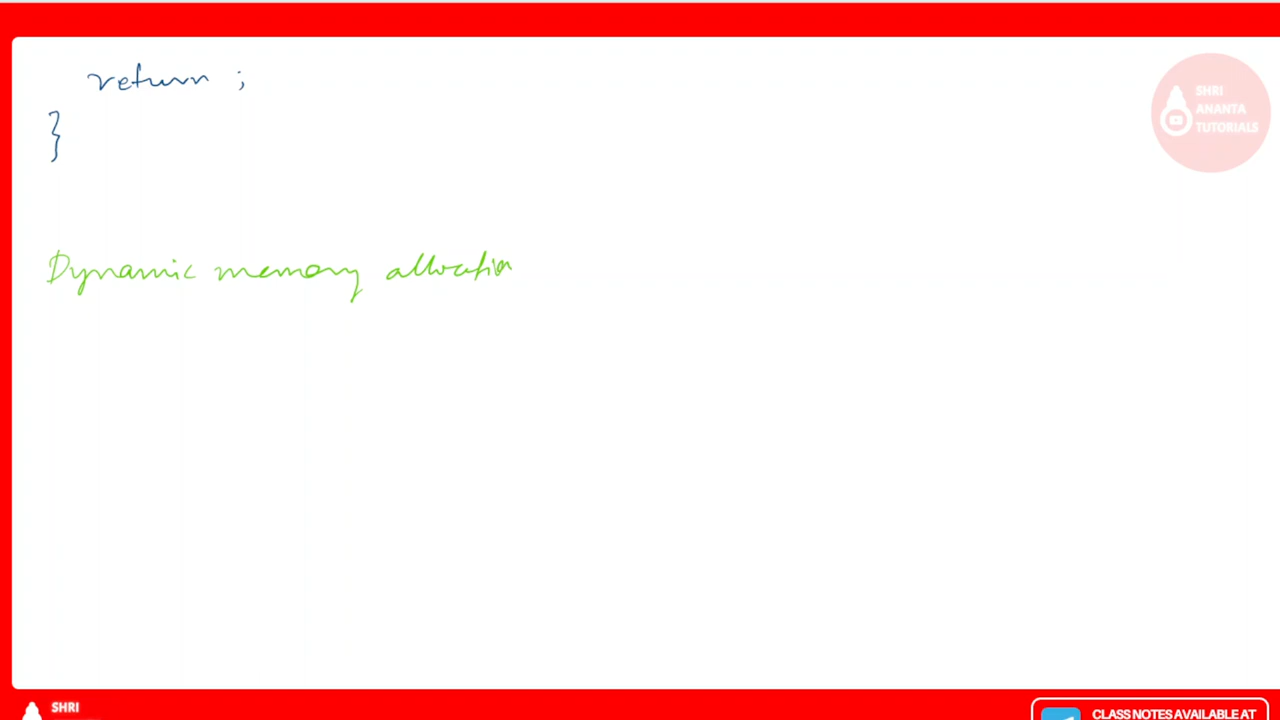 return ;
}
SHRI
ANANTA
TUTORIALS
Dynamic memory allocation
SHRI
CLASS NOTES AVAILABLE AT